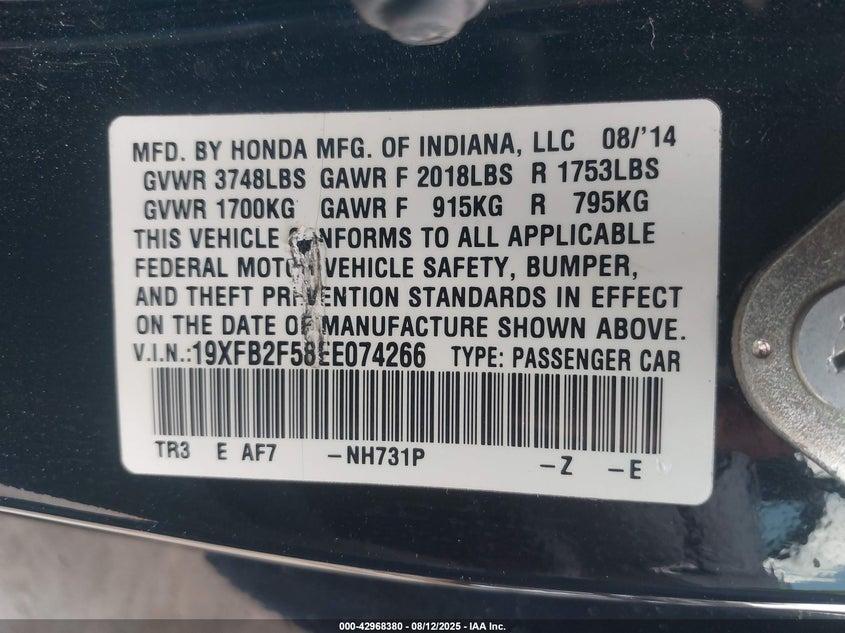 MFD. BY HONDA MFG. OF INDIANA, LLC 08/'14
GVWR 3748LBS GAWR F 2018LBS R 1753LBS
GVWR 1700KG GAWR F 915KG R 795KG
THIS VEHICLE CONFORMS TO ALL APPLICABLE
FEDERAL MOTOR VEHICLE SAFETY, BUMPER,
AND THEFT PREVENTION STANDARDS IN EFFECT
ON THE DATE OF MANUFACTURE SHOWN ABOVE.
V.I.N.:19XFB2F58EE074266 TYPE: PASSENGER CAR
TR3 E AF7 -NH731P -Z -E
000-42968380 - 08/12/2025 - IAA Inc.